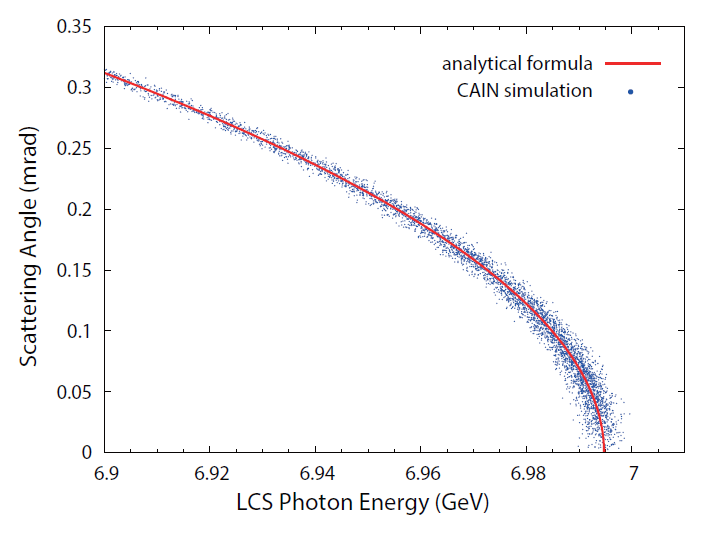 0.35
0.3
0.25
0.2
0.15
0.1
0.05
0
Scattering Angle (mrad)
analytical formula
CAIN simulation
6.9 6.92 6.94 6.96 6.98 7
LCS Photon Energy (GeV)